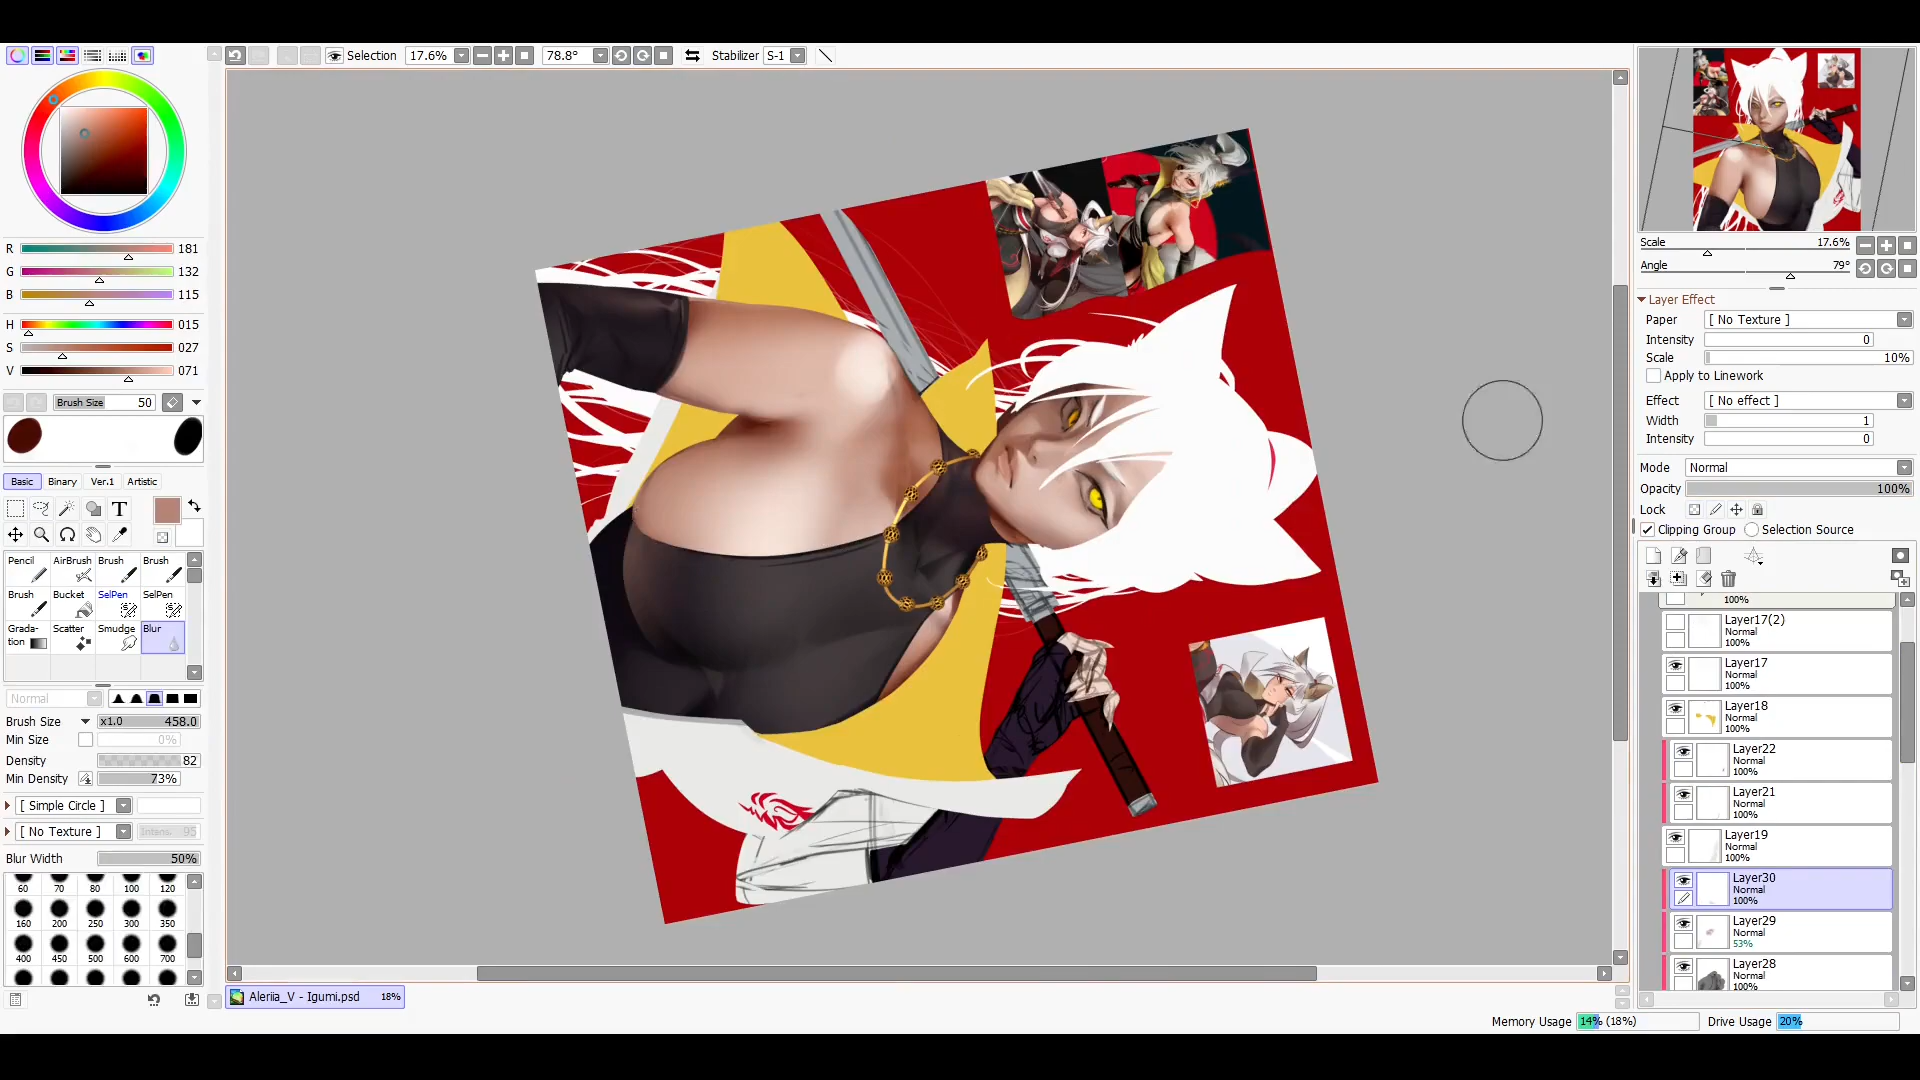 Selection 17.6% 78.8° Stabilizer S-1
R 181
G 132
B 115
H 015
S 027
V 071
Brush Size 50
Basic Binary Ver.1 Artistic
T
Pencil AirBrush Brush Brush
Brush Bucket SelPen SelPen
Grada-tion Scatter Smudge Blur
Normal
Brush Size x1.0 458.0
Min Size 0%
Density 82
Min Density 73%
[ Simple Circle ]
[ No Texture ] Intens 95
Blur Width 50%
60 70 80 100 120
160 200 250 300 350
400 450 500 600 700
Aleriia_V - Igumi.psd 18%
Scale 17.6%
Angle 79°
Layer Effect
Paper [ No Texture ]
Intensity 0
Scale 10%
Apply to Linework
Effect [ No effect ]
Width 1
Intensity 0
Mode Normal
Opacity 100%
Lock
Clipping Group Selection Source
100%
Layer17(2)
Normal
100%
Layer17
Normal
100%
Layer18
Normal
100%
Layer22
Normal
100%
Layer21
Normal
100%
Layer19
Normal
100%
Layer30
Normal
100%
Layer29
Normal
53%
Layer28
Normal
100%
Memory Usage 14% (18%) Drive Usage 20%